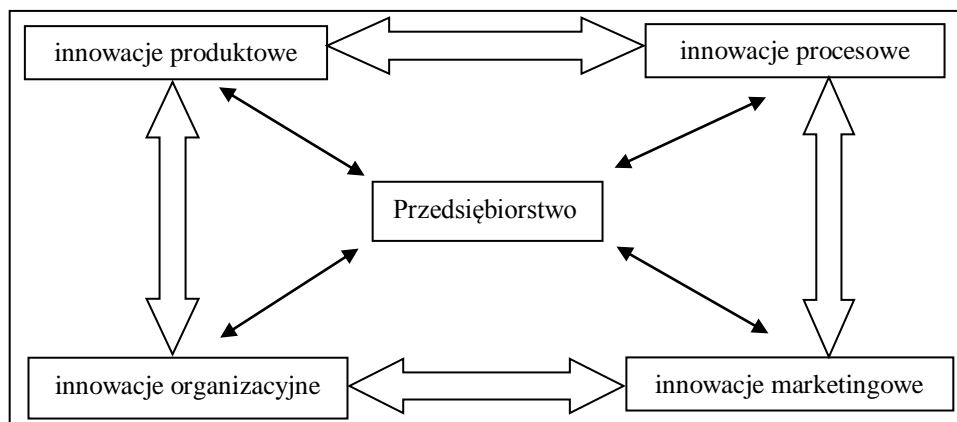 innowacje produktowe
innowacje procesowe
Przedsiębiorstwo
innowacje organizacyjne
innowacje marketingowe